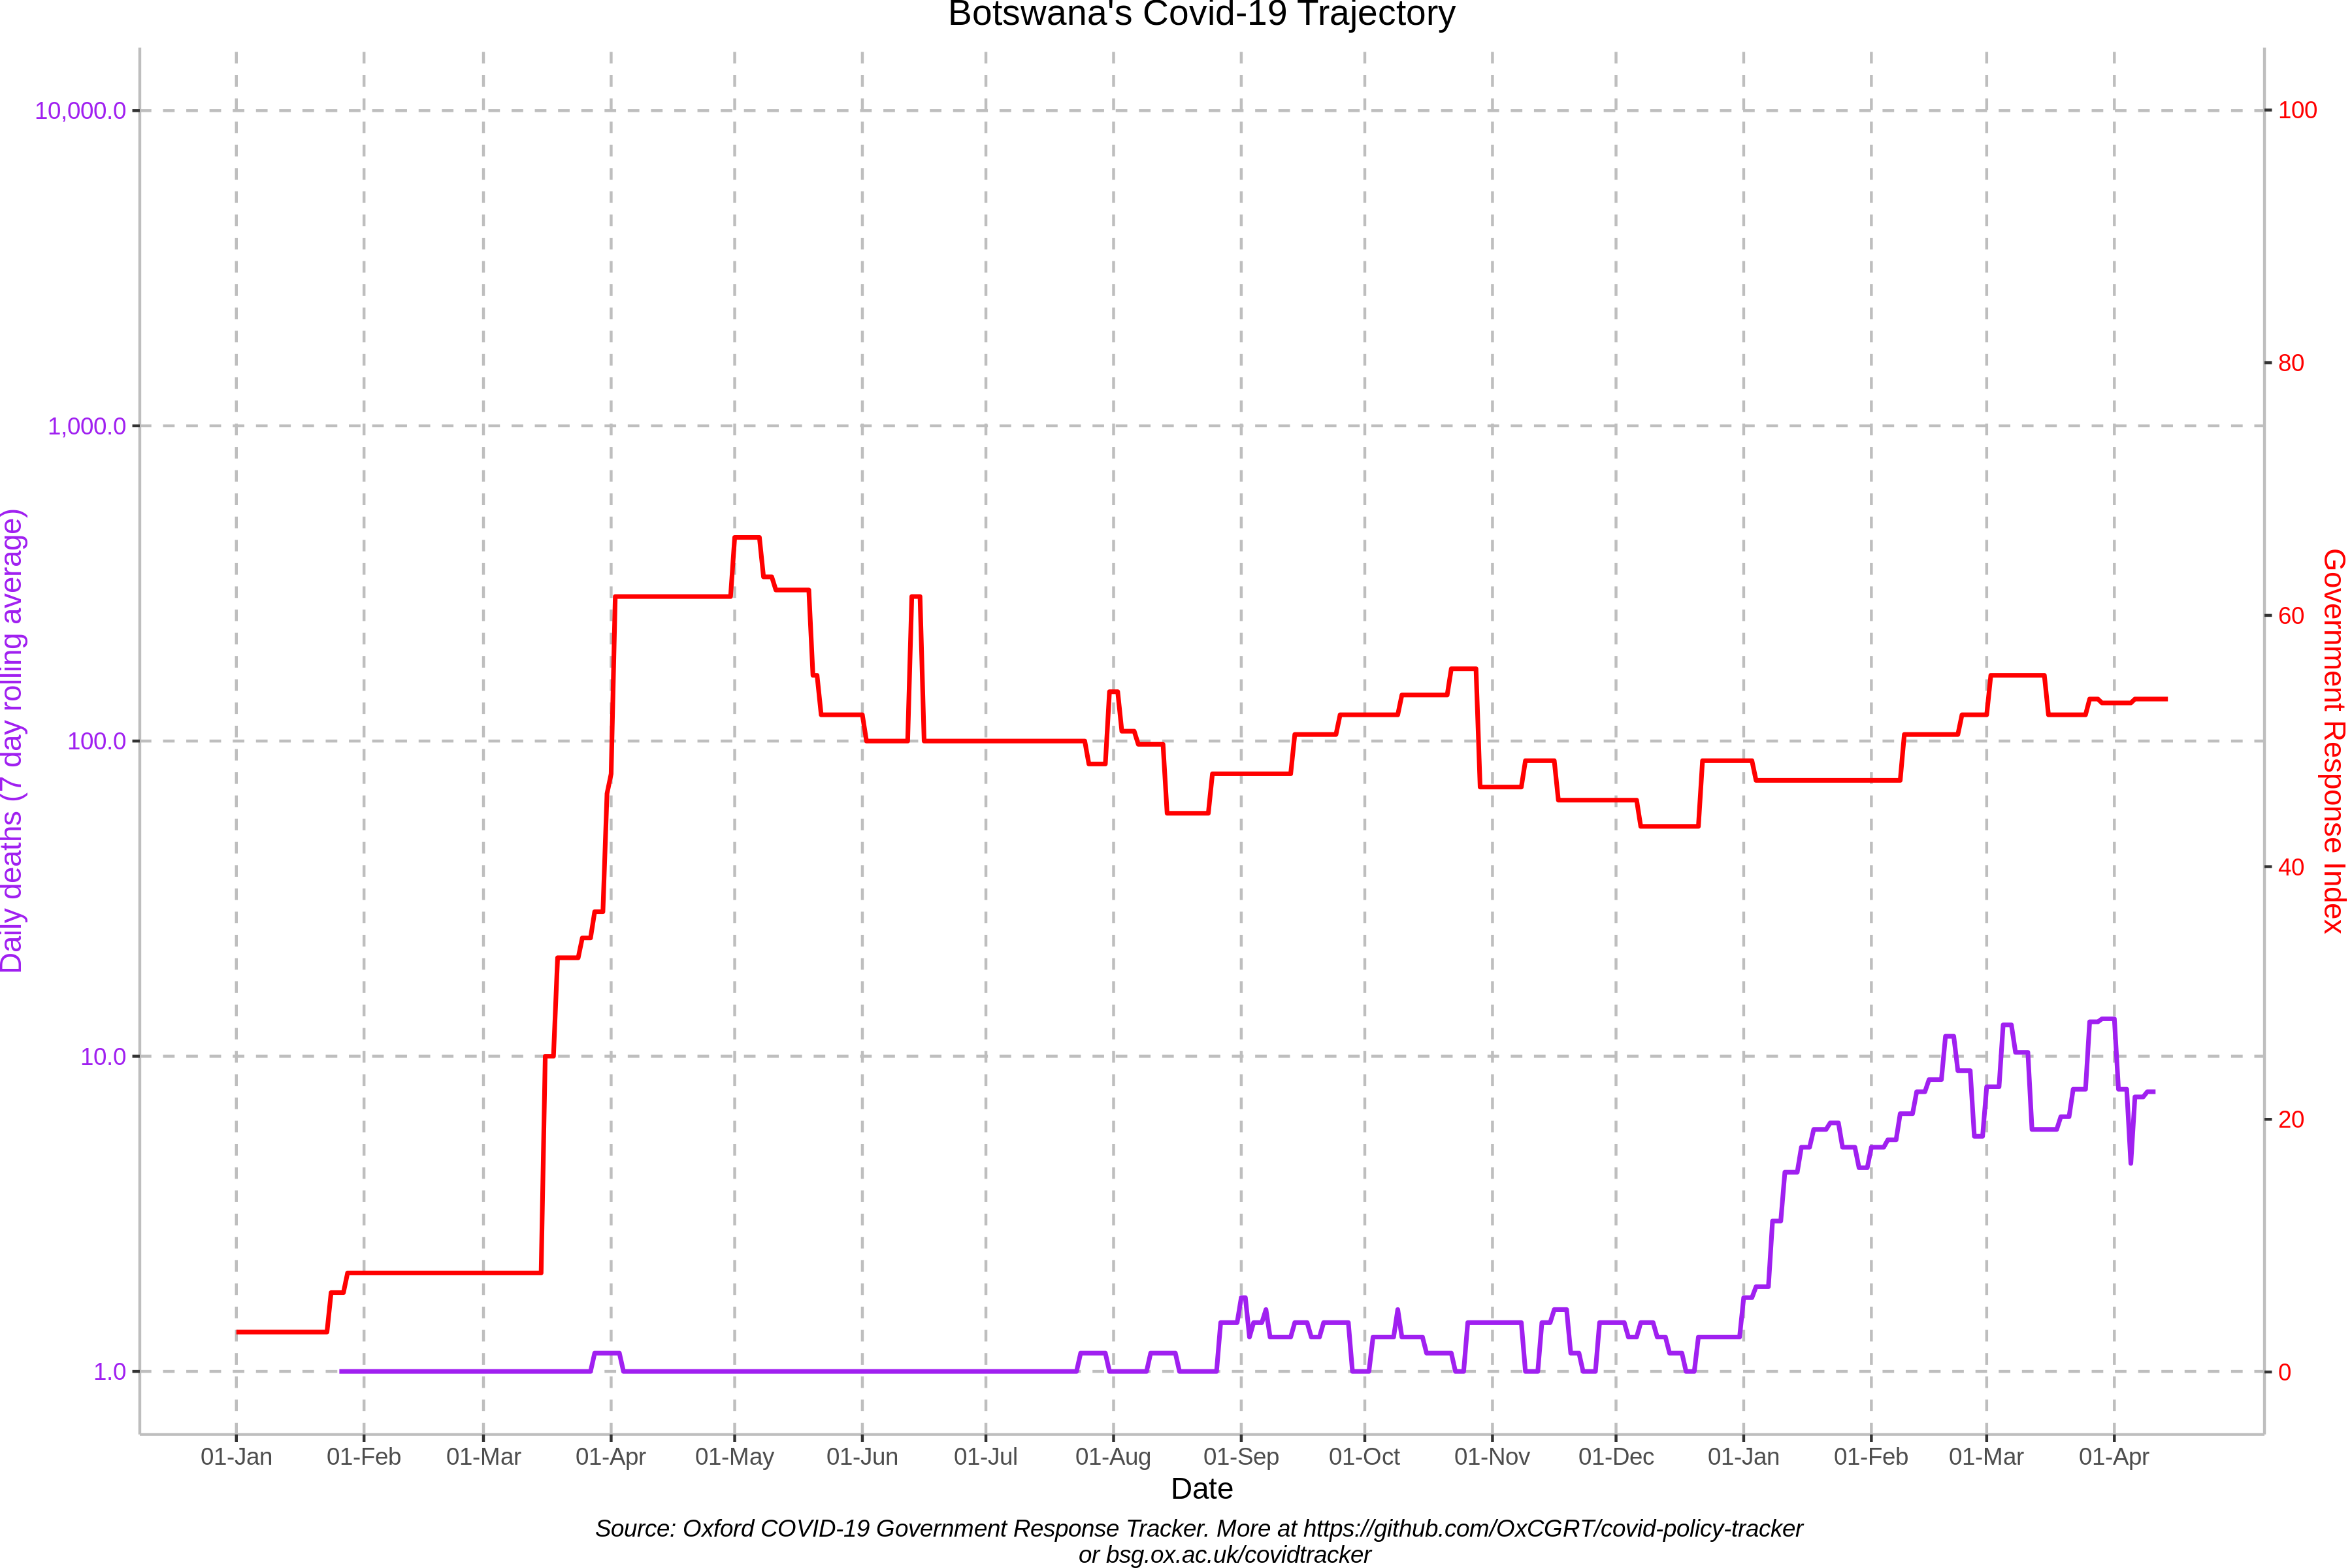 Botswana's Covid-19 Trajectory
10,000.0
1,000.0
100.0
10.0
1.0
Daily deaths (7 day rolling average)
100
80
60
40
20
0
Government Response Index
01-Jan 01-Feb 01-Mar 01-Apr 01-May 01-Jun 01-Jul 01-Aug 01-Sep 01-Oct 01-Nov 01-Dec 01-Jan 01-Feb 01-Mar 01-Apr
Date
Source: Oxford COVID-19 Government Response Tracker. More at https://github.com/OxCGRT/covid-policy-tracker
or bsg.ox.ac.uk/covidtracker